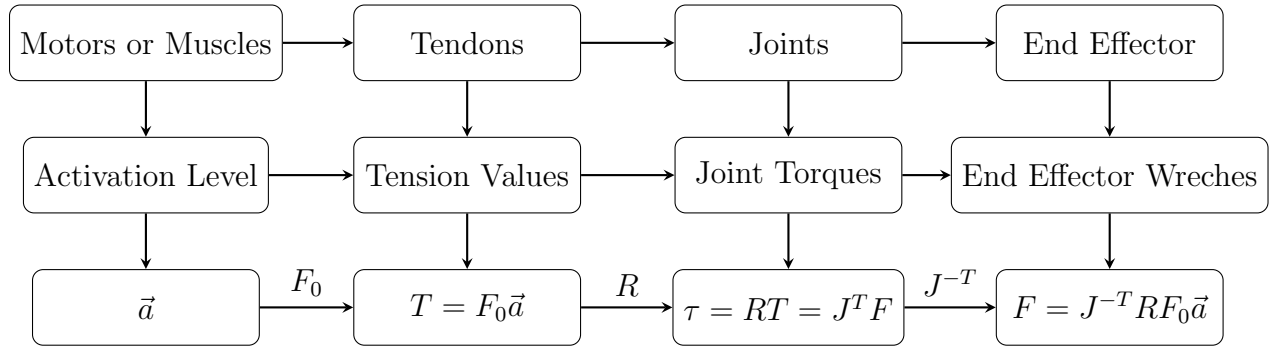 Motors or Muscles
Tendons
Joints
End Effector
Activation Level
Tension Values
Joint Torques
End Effector Wreches
$\vec{a}$
$F_0$
$T = F_0\vec{a}$
$R$
$\tau = RT = J^T F$
$J^{-T}$
$F = J^{-T} R F_0 \vec{a}$